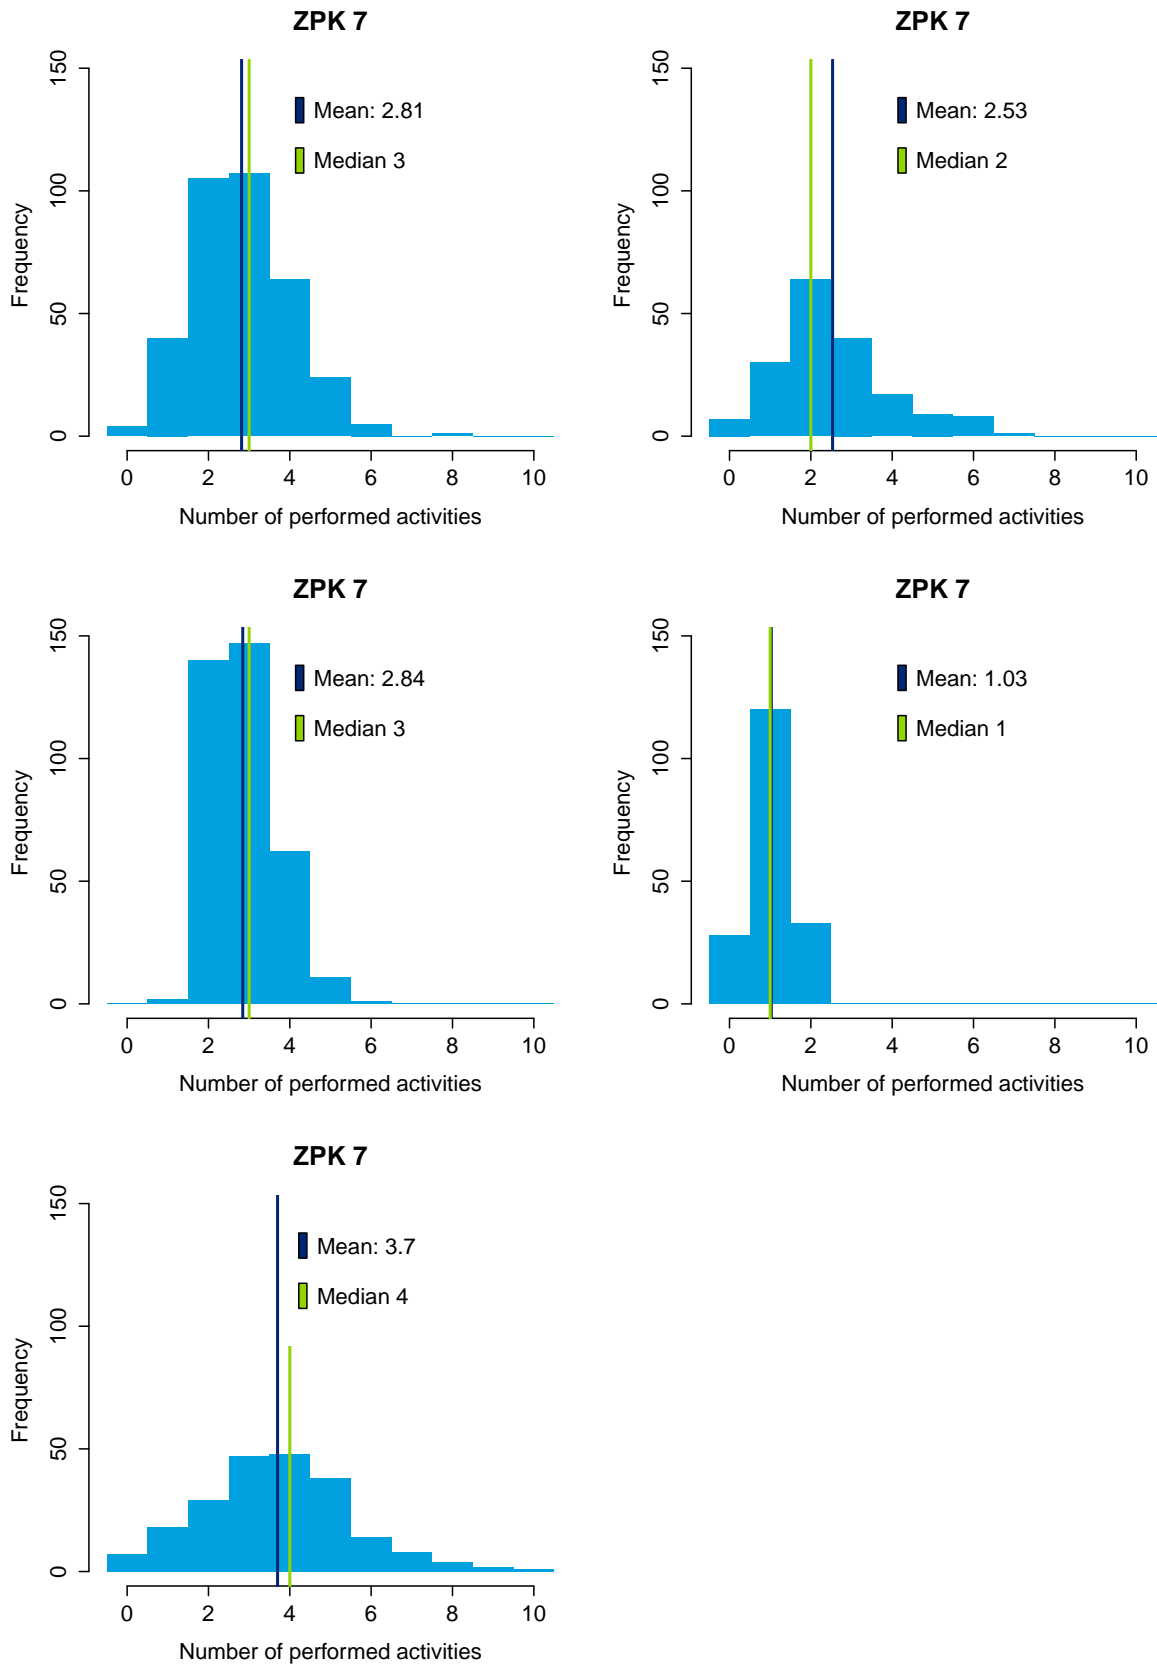 ZPK 7
150
100
50
0
Frequency
Mean: 2.81
Median 3
0 2 4 6 8 10
Number of performed activities
ZPK 7
150
100
50
0
Frequency
Mean: 2.53
Median 2
0 2 4 6 8 10
Number of performed activities
ZPK 7
150
100
50
0
Frequency
Mean: 2.84
Median 3
0 2 4 6 8 10
Number of performed activities
ZPK 7
150
100
50
0
Frequency
Mean: 1.03
Median 1
0 2 4 6 8 10
Number of performed activities
ZPK 7
150
100
50
0
Frequency
Mean: 3.7
Median 4
0 2 4 6 8 10
Number of performed activities